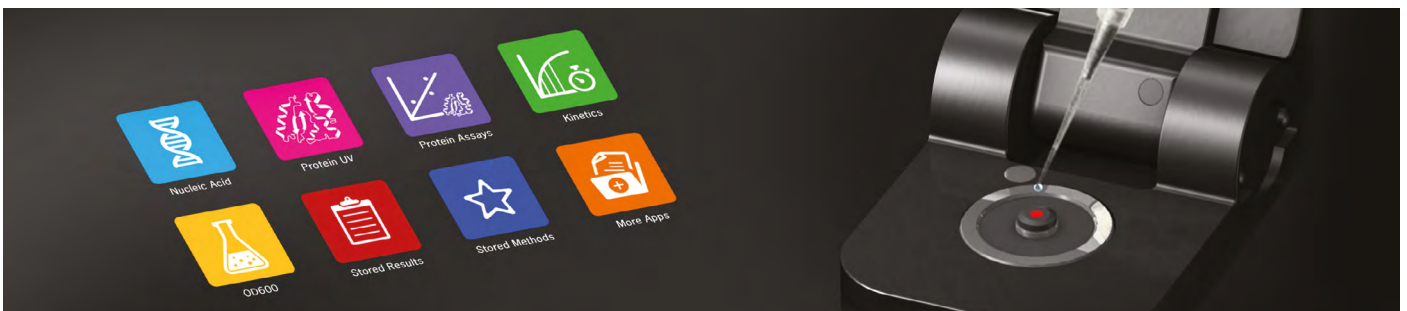 Nucleic Acid
Protein UV
Protein Assays
Kinetics
OD600
Stored Results
Stored Methods
More Apps